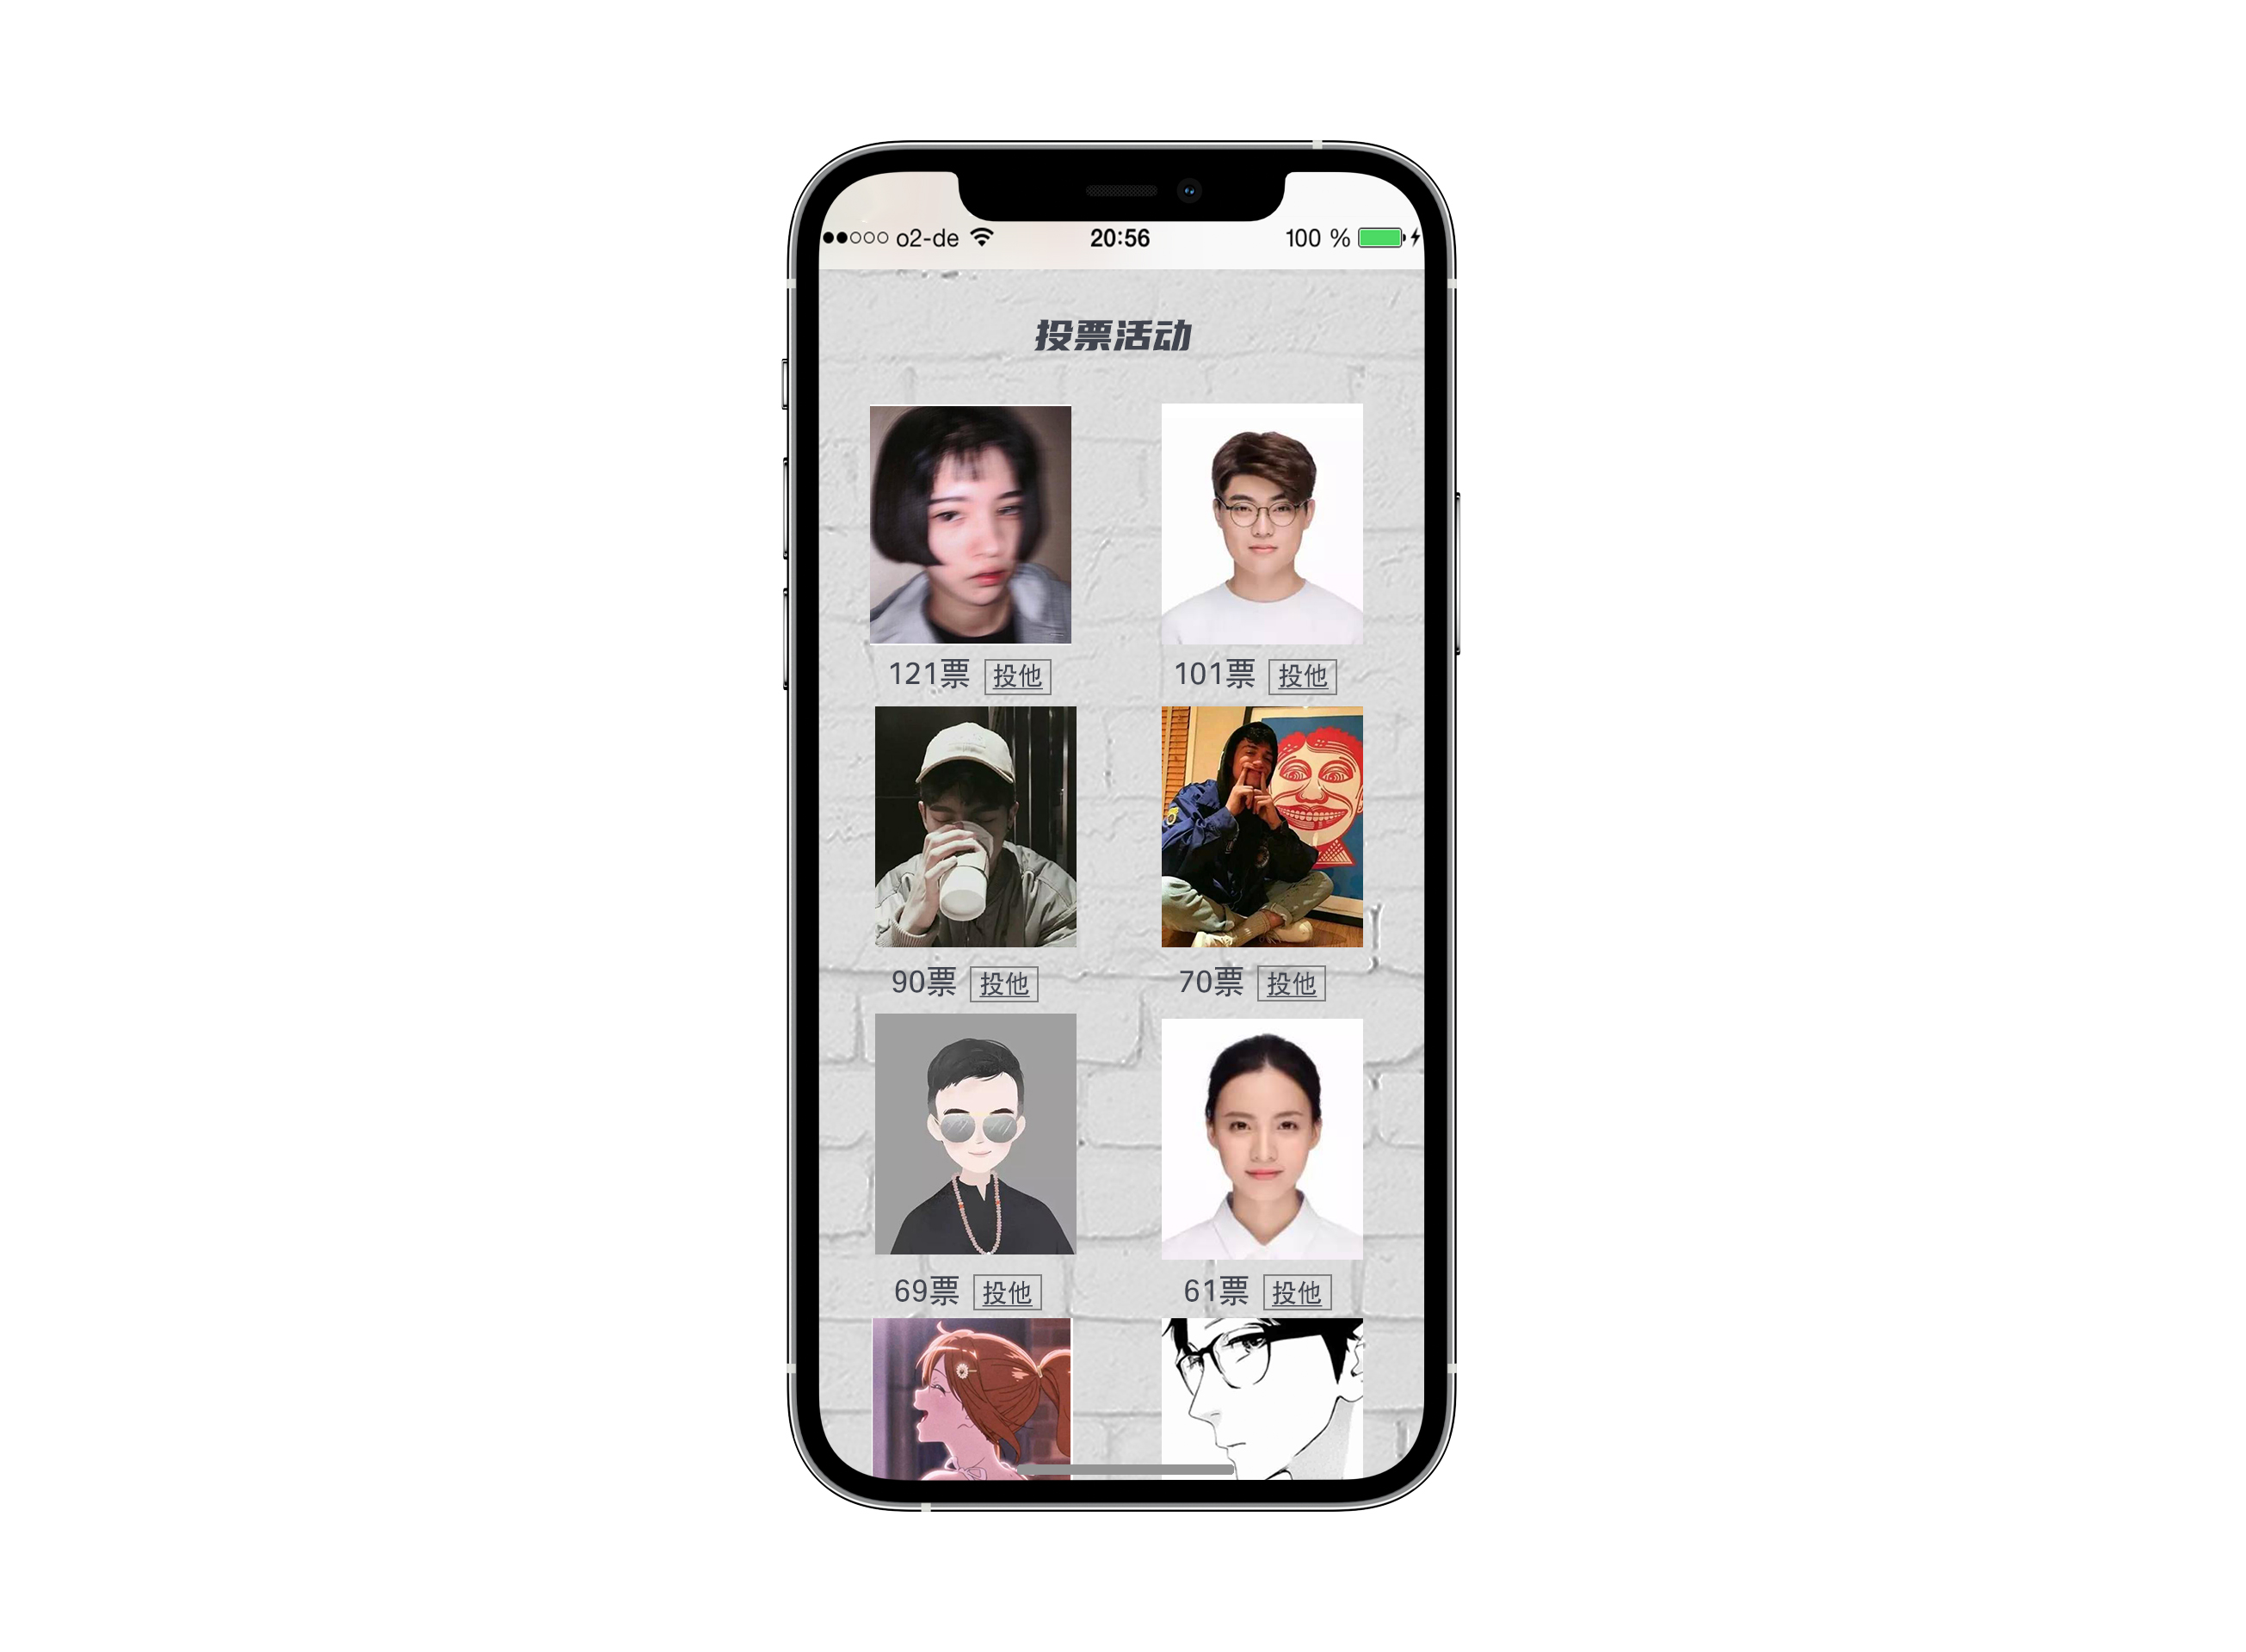 ●●○○○ o2-de 20:56 100 %
投票活动
121票 投他 101票 投他
90票 投他 70票 投他
69票 投他 61票 投他